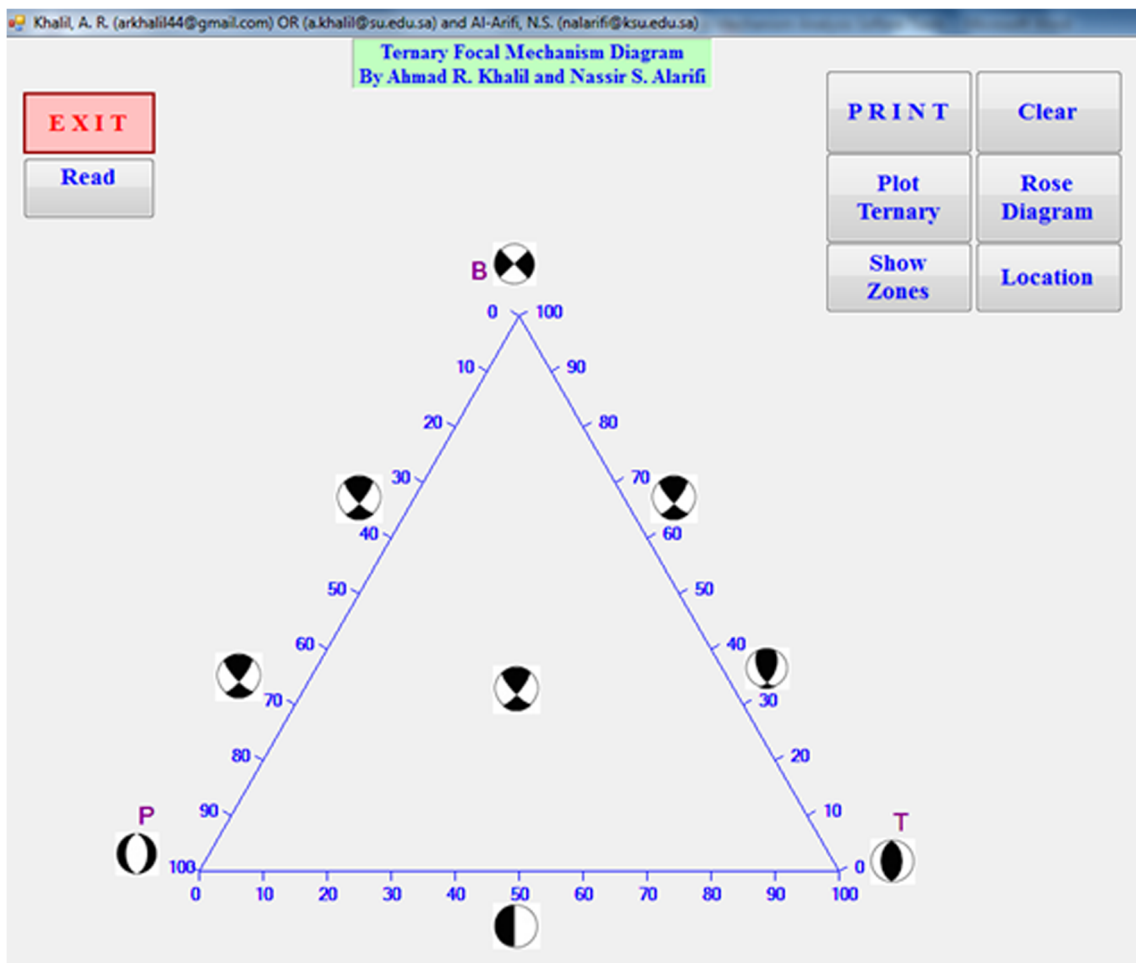 Khalil, A. R. (arkhalil44@gmail.com) OR (a.khalil@su.edu.sa) and Al-Arifi, N.S. (nalarifi@ksu.edu.sa)
Ternary Focal Mechanism Diagram
By Ahmad R. Khalil and Nassir S. Alarifi
E X I T
Read
P R I N T
Clear
Plot
Ternary
Rose
Diagram
Show
Zones
Location
B
0 100
10 90
20 80
30 70
40 60
50 50
60 40
70 30
80 20
90 10
P T
100 0
0 10 20 30 40 50 60 70 80 90 100